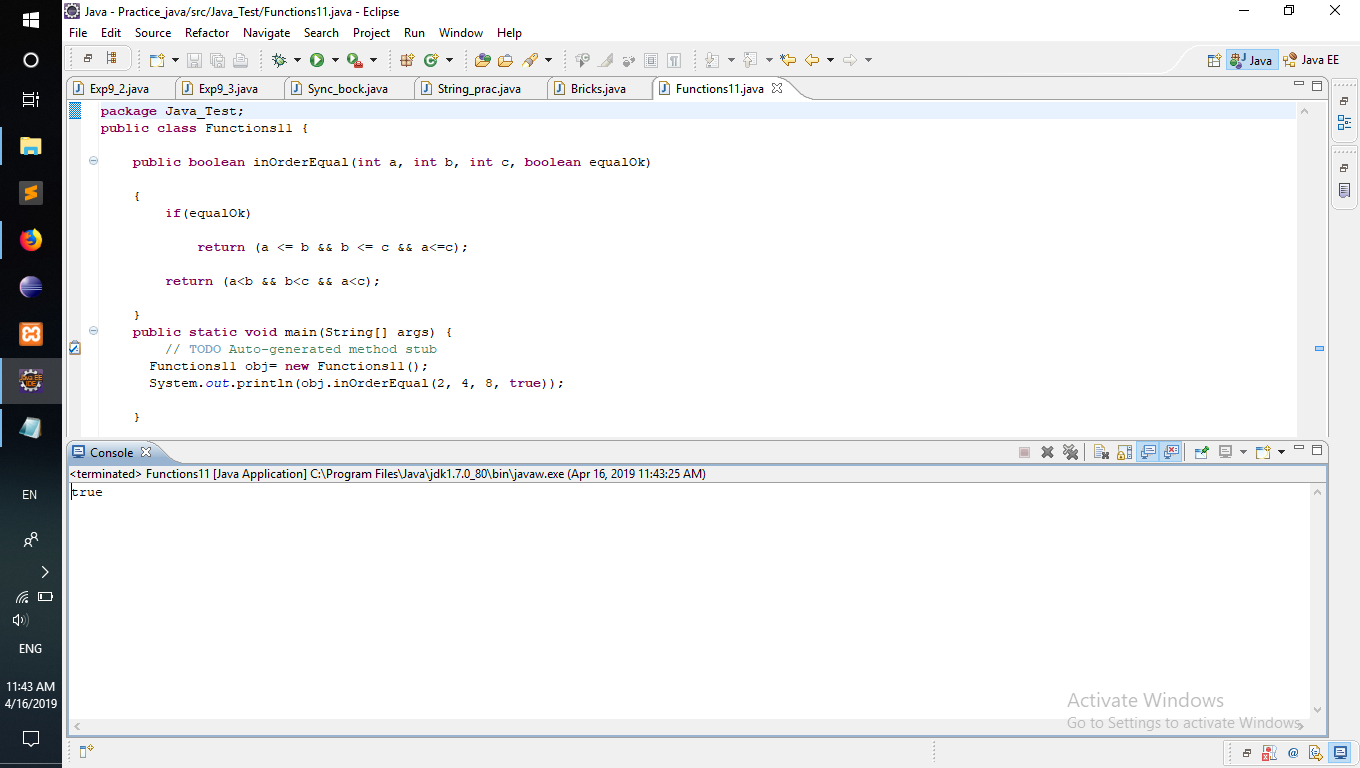 Java - Practice_java/src/Java_Test/Functions11.java - Eclipse
File Edit Source Refactor Navigate Search Project Run Window Help
Java Java EE
Exp9_2.java Exp9_3.java Sync_bock.java String_prac.java Bricks.java Functions11.java
package Java_Test;
public class Functions11 {
public boolean inOrderEqual(int a, int b, int c, boolean equalOk)
{
if(equalOk)
return (a <= b && b <= c && a<=c);
return (a<b && b<c && a<c);
}
public static void main(String[] args) {
// TODO Auto-generated method stub
Functions11 obj= new Functions11();
System.out.println(obj.inOrderEqual(2, 4, 8, true));
}
Console
<terminated> Functions11 [Java Application] C:\Program Files\Java\jdk1.7.0_80\bin\javaw.exe (Apr 16, 2019 11:43:25 AM)
true
EN
ENG
11:43 AM
4/16/2019
Activate Windows
Go to Settings to activate Windows.